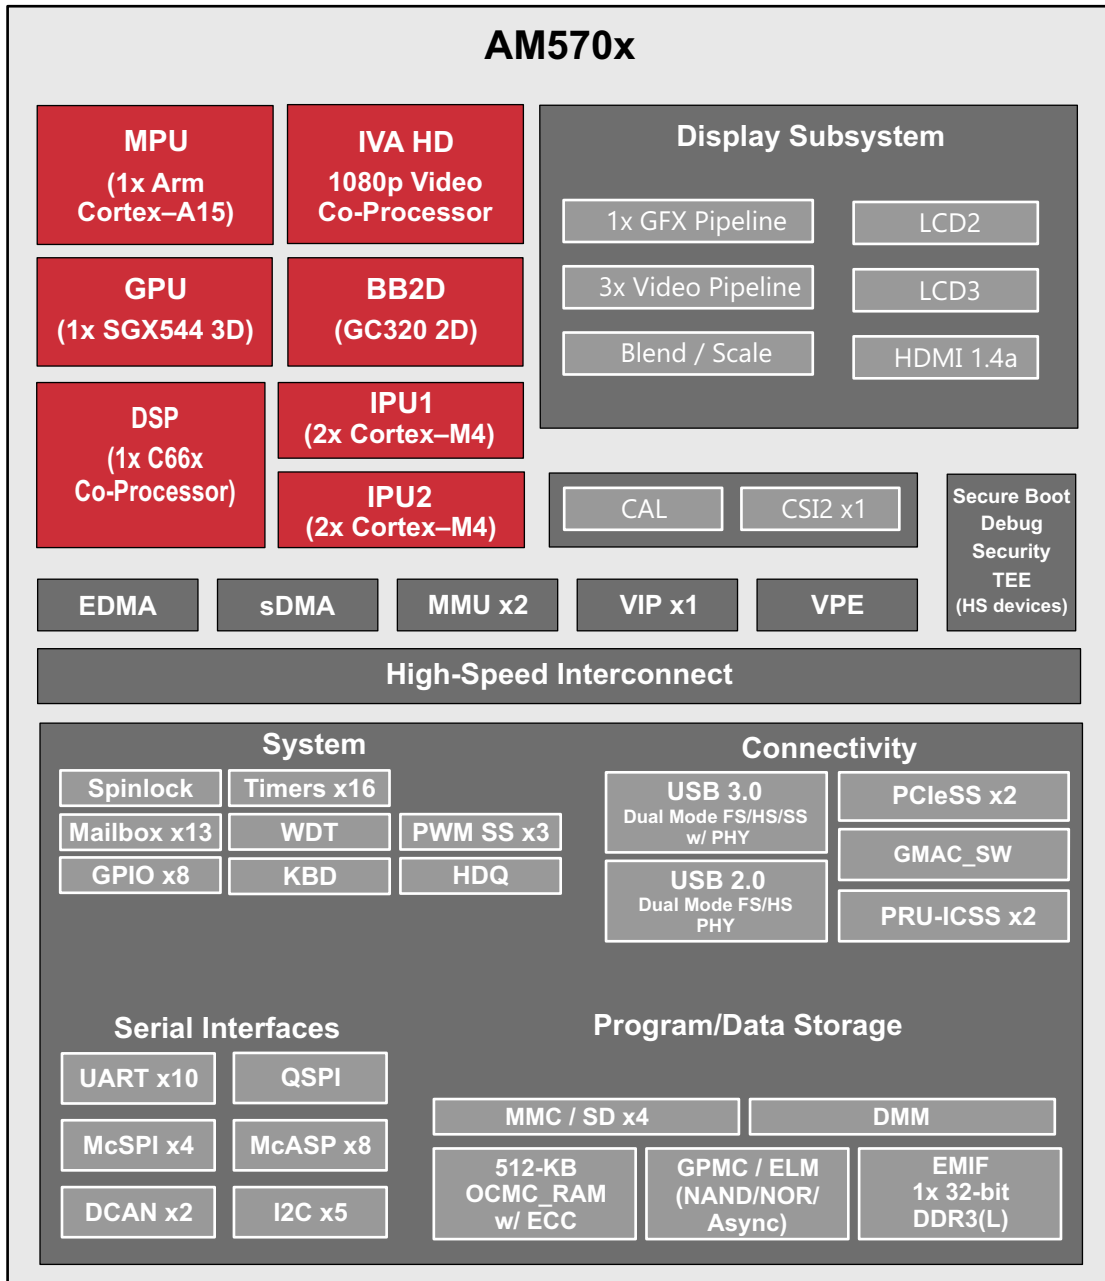 AM570x
MPU
(1x Arm
Cortex–A15)
IVA HD
1080p Video
Co-Processor
GPU
(1x SGX544 3D)
BB2D
(GC320 2D)
DSP
(1x C66x
Co-Processor)
IPU1
(2x Cortex–M4)
IPU2
(2x Cortex–M4)
Display Subsystem
1x GFX Pipeline
LCD2
3x Video Pipeline
LCD3
Blend / Scale
HDMI 1.4a
CAL
CSI2 x1
Secure Boot
Debug
Security
TEE
(HS devices)
EDMA
sDMA
MMU x2
VIP x1
VPE
High-Speed Interconnect
System
Spinlock
Timers x16
Mailbox x13
WDT
PWM SS x3
GPIO x8
KBD
HDQ
Connectivity
USB 3.0
Dual Mode FS/HS/SS
w/ PHY
PCIeSS x2
GMAC_SW
USB 2.0
Dual Mode FS/HS
PHY
PRU-ICSS x2
Serial Interfaces
UART x10
QSPI
McSPI x4
McASP x8
DCAN x2
I2C x5
Program/Data Storage
MMC / SD x4
DMM
512-KB
OCMC_RAM
w/ ECC
GPMC / ELM
(NAND/NOR/
Async)
EMIF
1x 32-bit
DDR3(L)